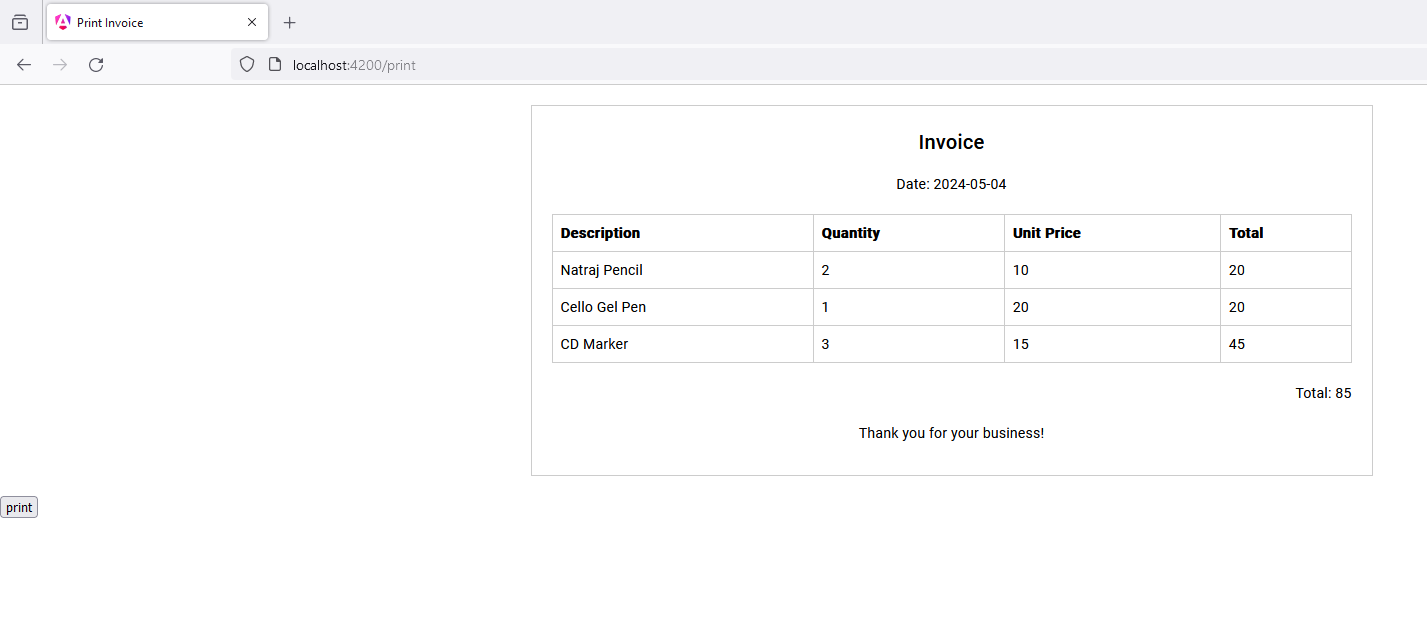 Print Invoice
localhost:4200/print
Invoice
Date: 2024-05-04
Description Quantity Unit Price Total
Natraj Pencil 2 10 20
Cello Gel Pen 1 20 20
CD Marker 3 15 45
Total: 85
Thank you for your business!
print